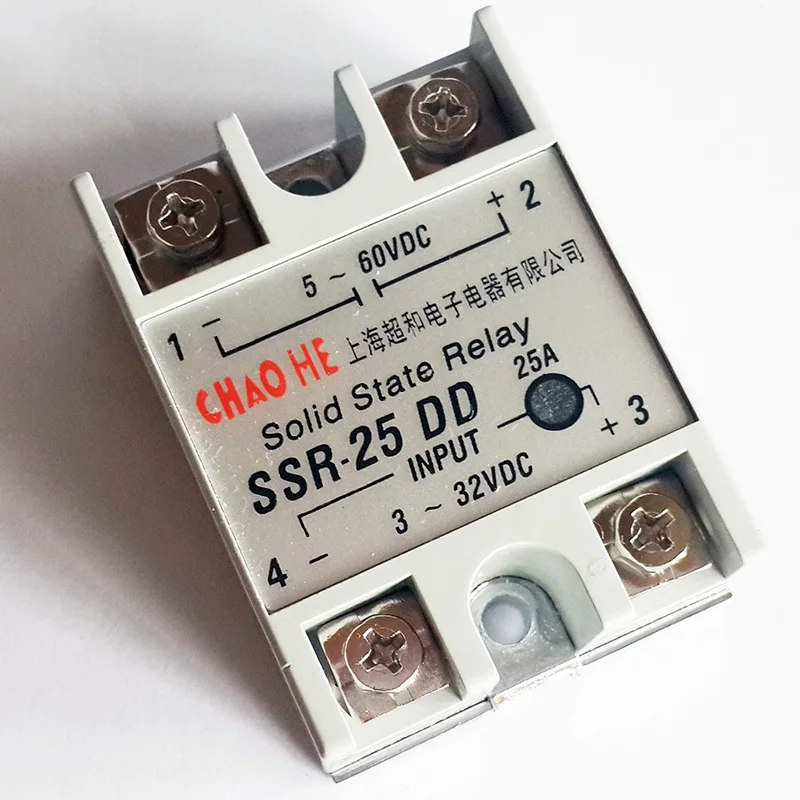 + 2
5 ~ 60VDC
1 −
CHAO HE 上海超和电子电器有限公司
Solid State Relay
25A
SSR-25 DD
INPUT
+ 3
3 ~ 32VDC
4 −